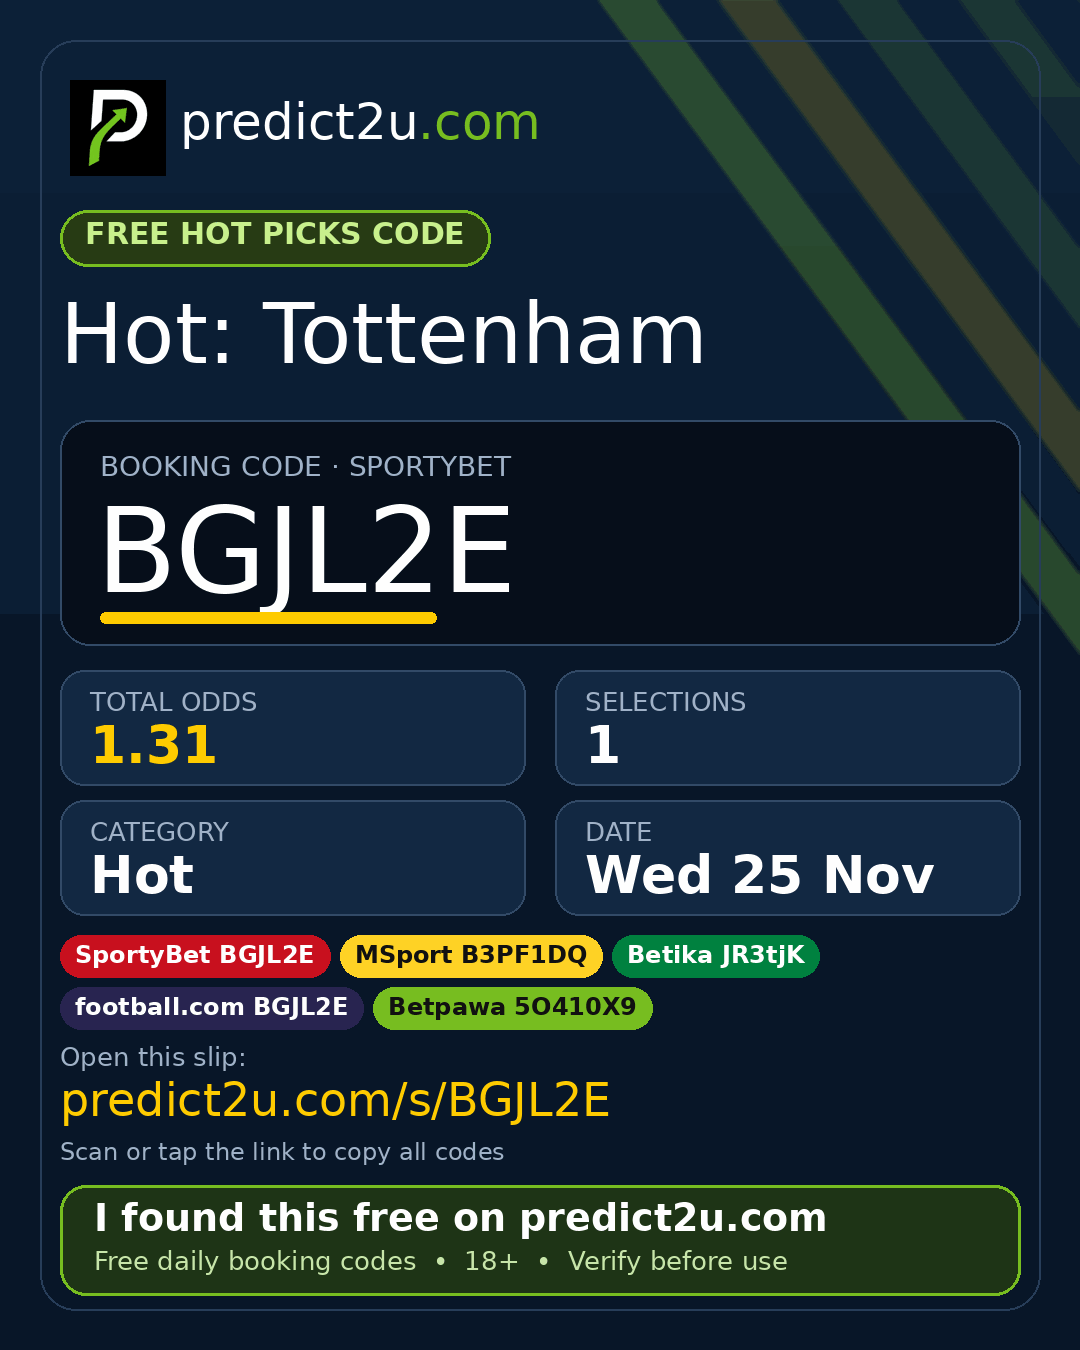 predict2u.com
FREE HOT PICKS CODE
Hot: Tottenham
BOOKING CODE · SPORTYBET
BGJL2E
TOTAL ODDS
1.31
SELECTIONS
1
CATEGORY
Hot
DATE
Wed 25 Nov
SportyBet BGJL2E
MSport B3PF1DQ
Betika JR3tjK
football.com BGJL2E
Betpawa 5O410X9
Open this slip:
predict2u.com/s/BGJL2E
Scan or tap the link to copy all codes
I found this free on predict2u.com
Free daily booking codes • 18+ • Verify before use